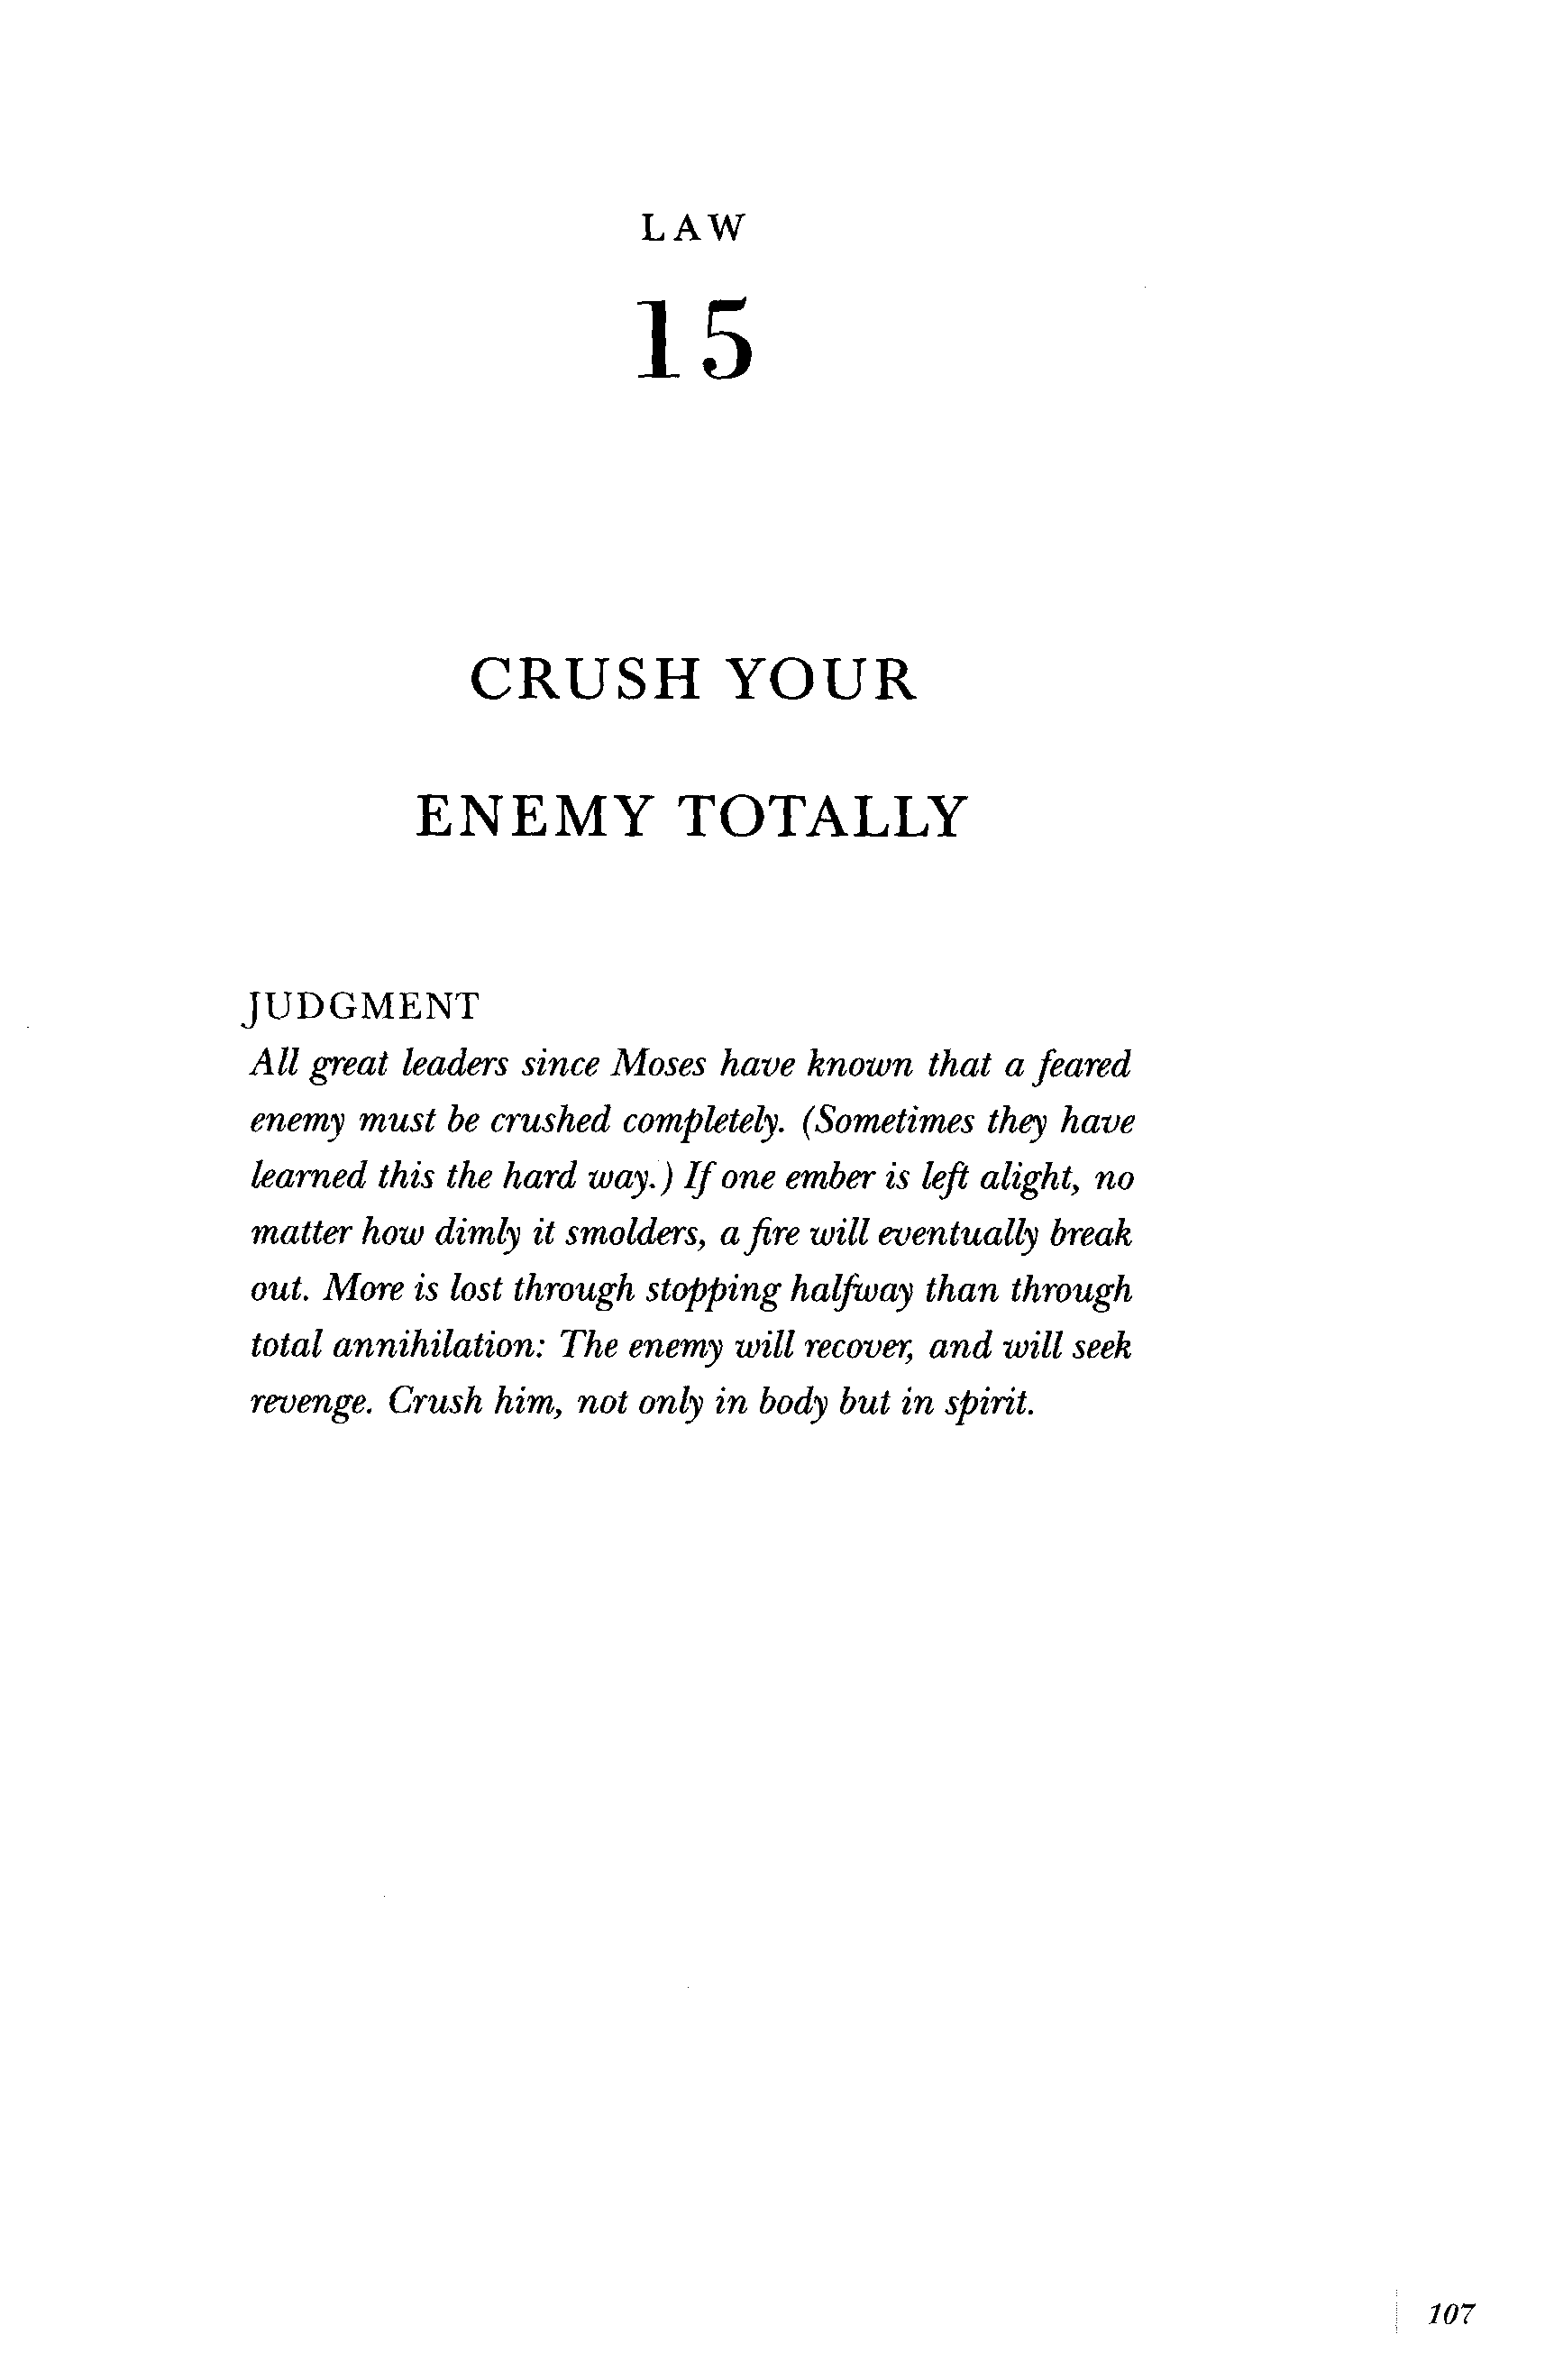 LAW
15
CRUSH YOUR
ENEMY TOTALLY
JUDGMENT
All great leaders since Moses have known that a feared
enemy must be crushed completely. (Sometimes they have
learned this the hard way.) If one ember is left alight, no
matter how dimly it smolders, a fire will eventually break
out. More is lost through stopping halfway than through
total annihilation: The enemy will recover, and will seek
revenge. Crush him, not only in body but in spirit.
107